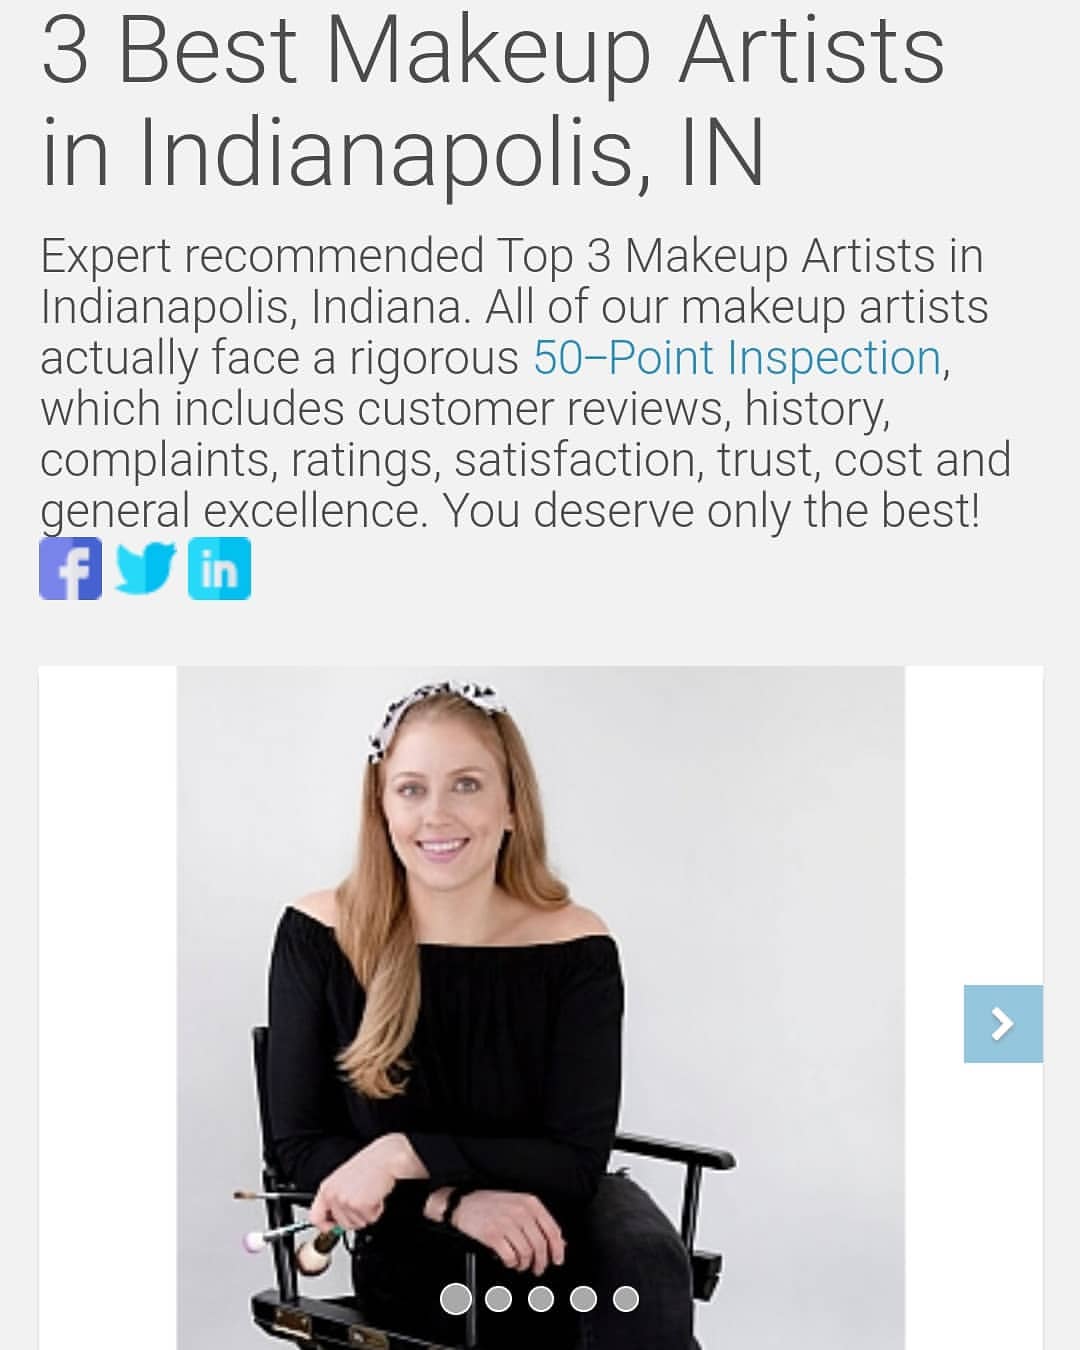 3 Best Makeup Artists
in Indianapolis, IN
Expert recommended Top 3 Makeup Artists in
Indianapolis, Indiana. All of our makeup artists
actually face a rigorous 50–Point Inspection,
which includes customer reviews, history,
complaints, ratings, satisfaction, trust, cost and
general excellence. You deserve only the best!
f in